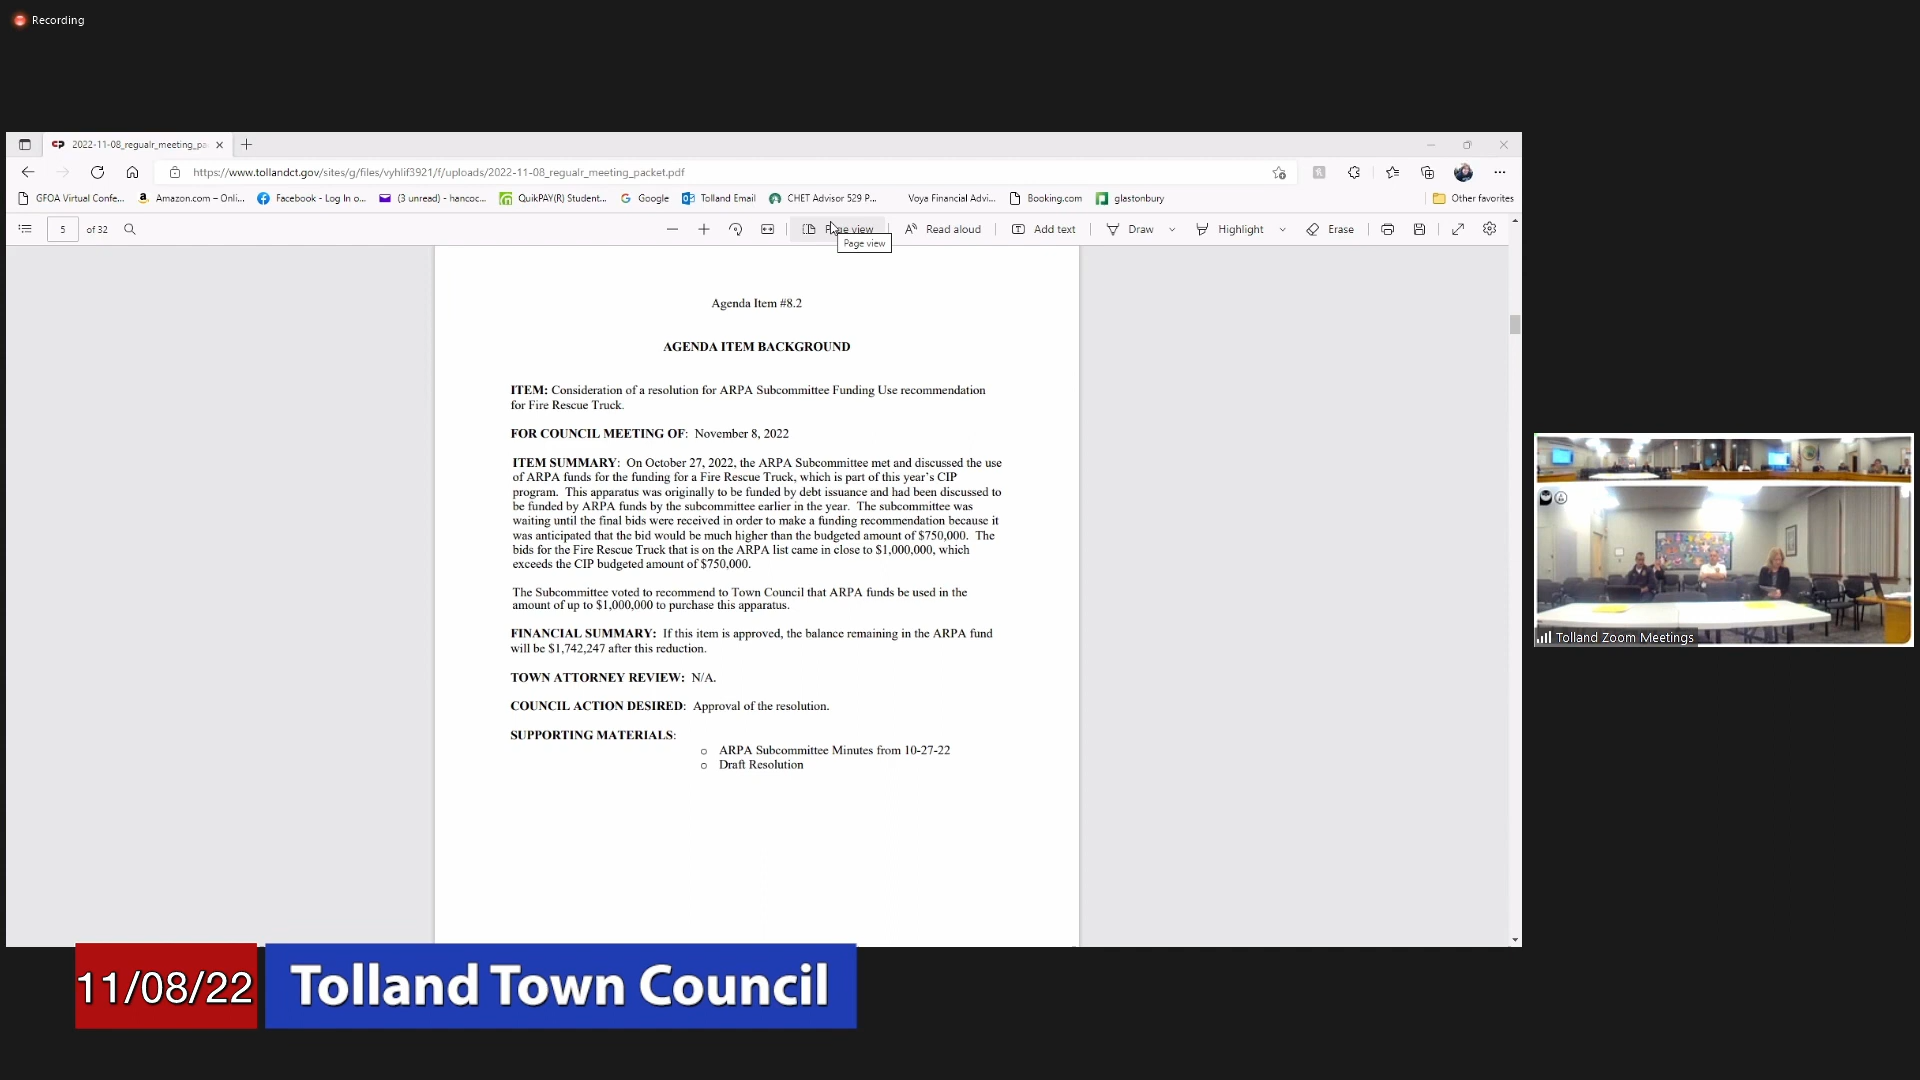 Recording
2022-11-08_regualr_meeting_pa
https://www.tollandct.gov/sites/g/files/vyhlif3921/f/uploads/2022-11-08_regualr_meeting_packet.pdf
GFOA Virtual Confe... Amazon.com – Onli... Facebook - Log In o... (3 unread) - hancoc... QuikPAY(R) Student... Google Tolland Email CHET Advisor 529 P... Voya Financial Advi... Booking.com glastonbury Other favorites
5 of 32 Page view Read aloud Add text Draw Highlight Erase
Page view
Agenda Item #8.2
AGENDA ITEM BACKGROUND
ITEM: Consideration of a resolution for ARPA Subcommittee Funding Use recommendation
for Fire Rescue Truck.
FOR COUNCIL MEETING OF: November 8, 2022
ITEM SUMMARY: On October 27, 2022, the ARPA Subcommittee met and discussed the use
of ARPA funds for the funding for a Fire Rescue Truck, which is part of this year's CIP
program. This apparatus was originally to be funded by debt issuance and had been discussed to
be funded by ARPA funds by the subcommittee earlier in the year. The subcommittee was
waiting until the final bids were received in order to make a funding recommendation because it
was anticipated that the bid would be much higher than the budgeted amount of $750,000. The
bids for the Fire Rescue Truck that is on the ARPA list came in close to $1,000,000, which
exceeds the CIP budgeted amount of $750,000.
The Subcommittee voted to recommend to Town Council that ARPA funds be used in the
amount of up to $1,000,000 to purchase this apparatus.
FINANCIAL SUMMARY: If this item is approved, the balance remaining in the ARPA fund
will be $1,742,247 after this reduction.
TOWN ATTORNEY REVIEW: N/A.
COUNCIL ACTION DESIRED: Approval of the resolution.
SUPPORTING MATERIALS:
o ARPA Subcommittee Minutes from 10-27-22
o Draft Resolution
Tolland Zoom Meetings
11/08/22 Tolland Town Council